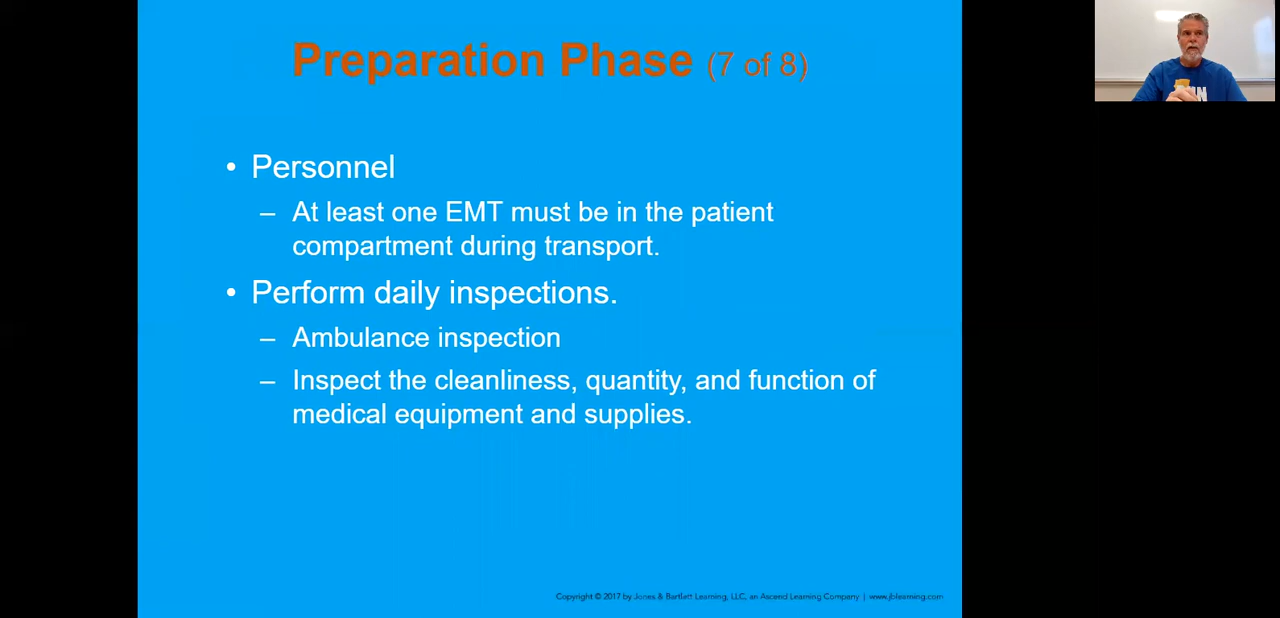 Preparation Phase (7 of 8)
• Personnel
– At least one EMT must be in the patient
compartment during transport.
• Perform daily inspections.
– Ambulance inspection
– Inspect the cleanliness, quantity, and function of
medical equipment and supplies.
Copyright © 2017 by Jones & Bartlett Learning, LLC, an Ascend Learning Company | www.jblearning.com